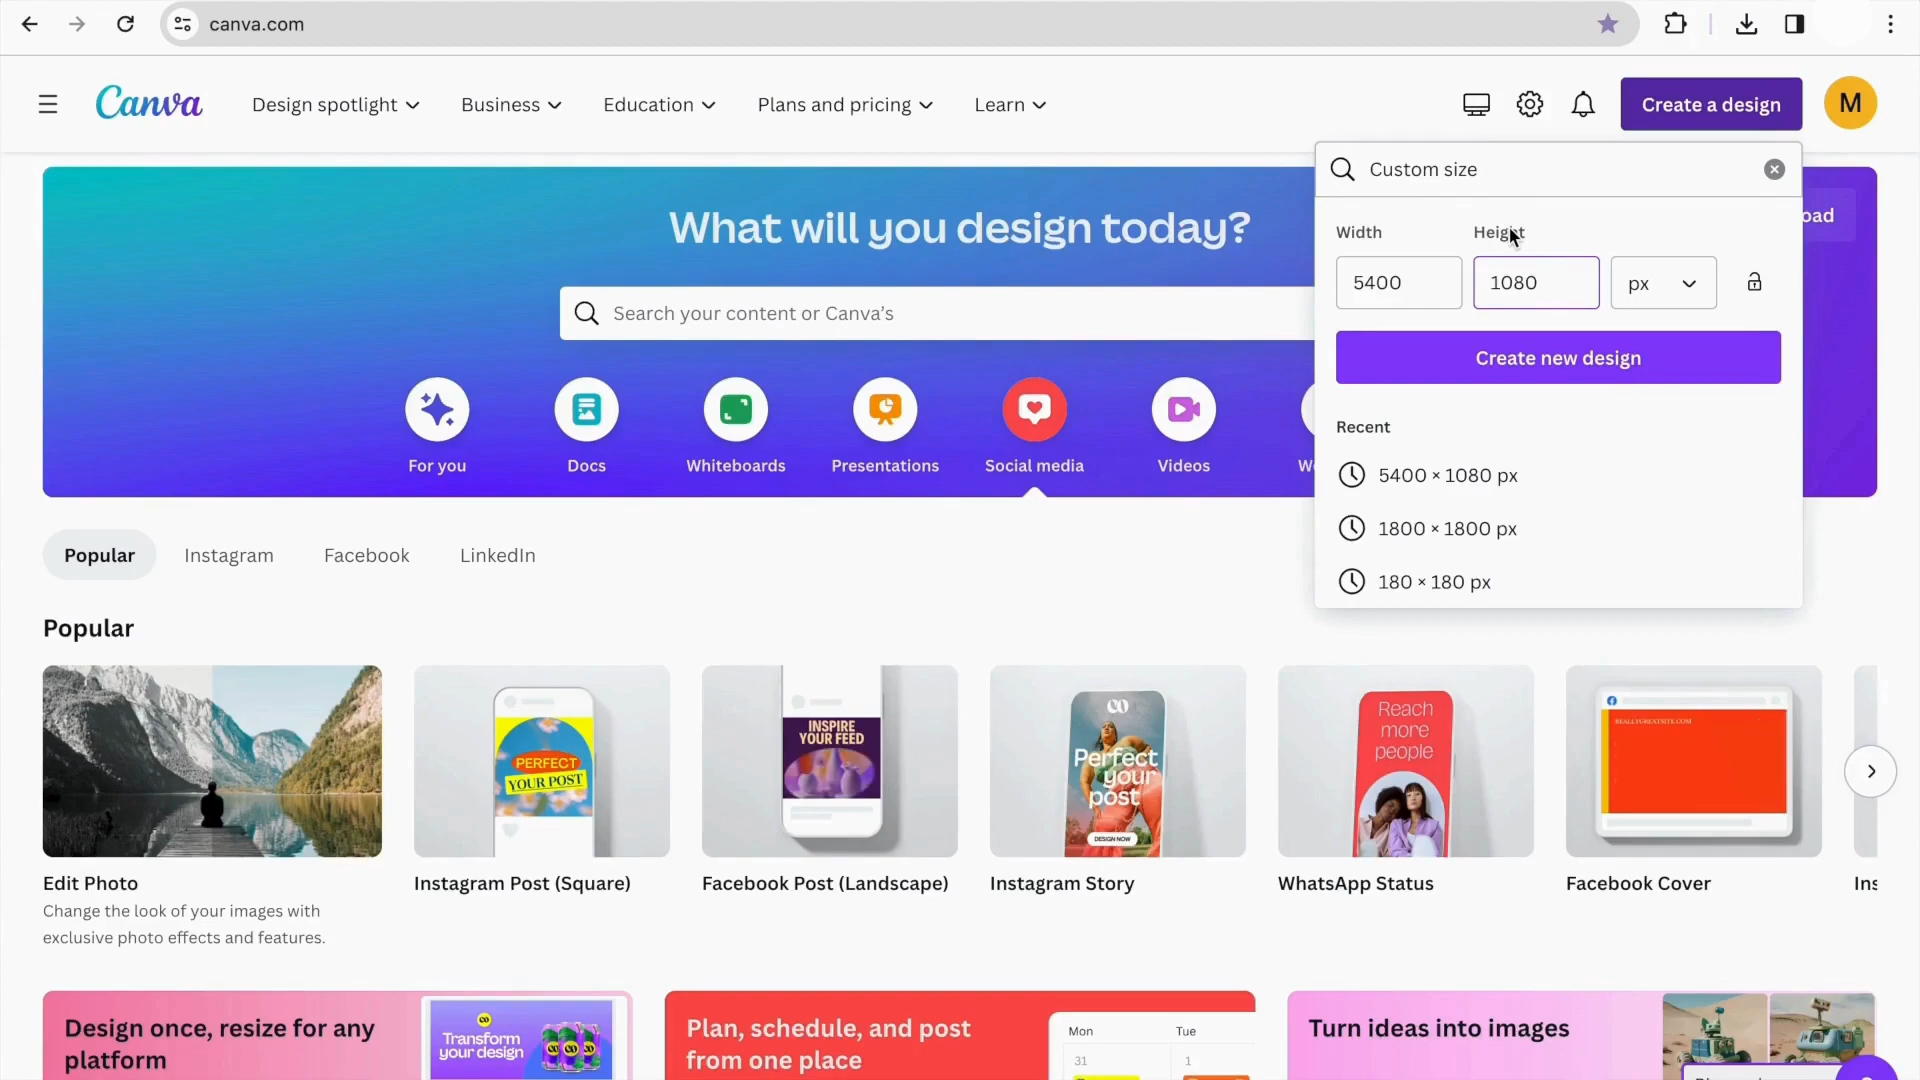 canva.com
Canva
Design spotlight
Business
Education
Plans and pricing
Learn
Create a design
M
Custom size
Width
Height
5400
1080
px
Create new design
Recent
5400 × 1080 px
1800 × 1800 px
180 × 180 px
What will you design today?
Search your content or Canva's
For you
Docs
Whiteboards
Presentations
Social media
Videos
Popular
Instagram
Facebook
LinkedIn
Popular
PERFECT
YOUR POST
INSPIRE
YOUR FEED
Perfect
your
post
DESIGN NOW
Reach
more
people
REALLYGREATSITE.COM
Edit Photo
Change the look of your images with
exclusive photo effects and features.
Instagram Post (Square)
Facebook Post (Landscape)
Instagram Story
WhatsApp Status
Facebook Cover
Design once, resize for any
platform
Transform
your design
Plan, schedule, and post
from one place
Mon
Tue
31
1
Turn ideas into images